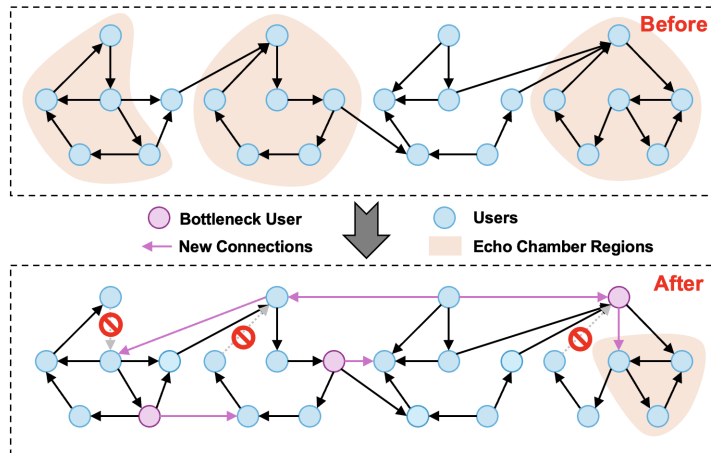 Before
Bottleneck User
Users
New Connections
Echo Chamber Regions
After